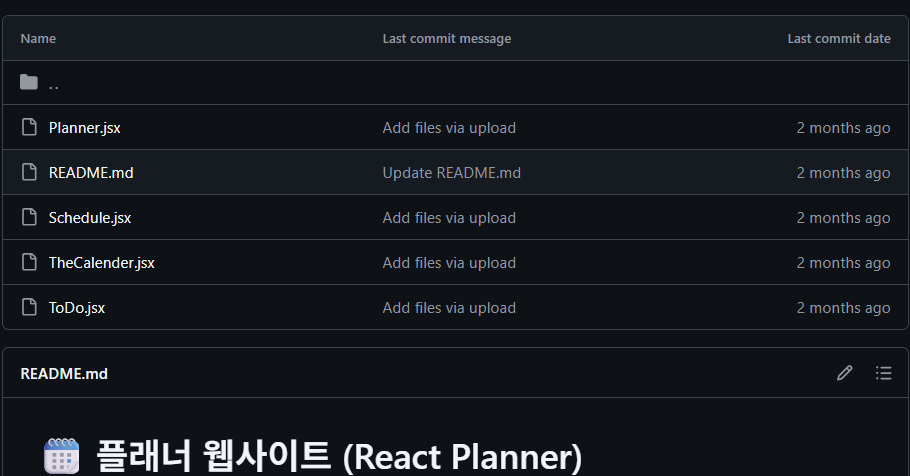 Name Last commit message Last commit date
..
Planner.jsx Add files via upload 2 months ago
README.md Update README.md 2 months ago
Schedule.jsx Add files via upload 2 months ago
TheCalender.jsx Add files via upload 2 months ago
ToDo.jsx Add files via upload 2 months ago
README.md
플래너 웹사이트 (React Planner)